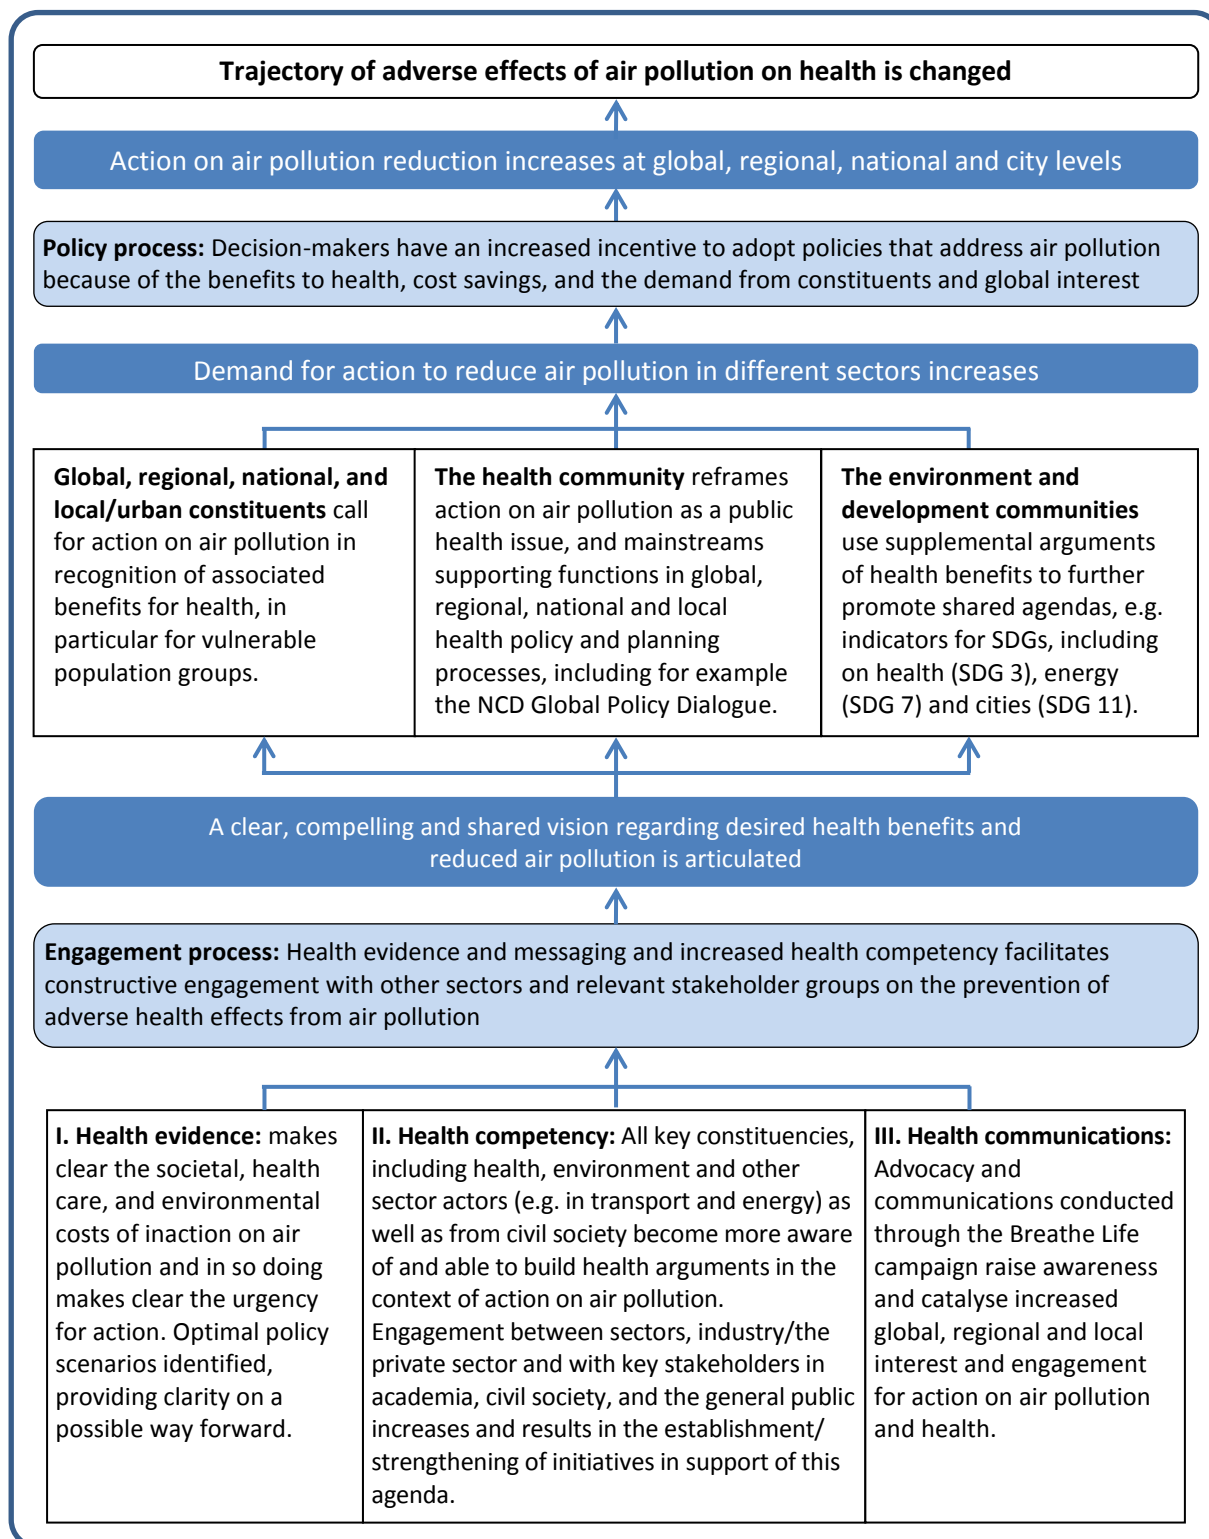 Trajectory of adverse effects of air pollution on health is changed
Action on air pollution reduction increases at global, regional, national and city levels
Policy process: Decision-makers have an increased incentive to adopt policies that address air pollution
because of the benefits to health, cost savings, and the demand from constituents and global interest
Demand for action to reduce air pollution in different sectors increases
Global, regional, national, and
local/urban constituents call
for action on air pollution in
recognition of associated
benefits for health, in
particular for vulnerable
population groups.
The health community reframes
action on air pollution as a public
health issue, and mainstreams
supporting functions in global,
regional, national and local
health policy and planning
processes, including for example
the NCD Global Policy Dialogue.
The environment and
development communities
use supplemental arguments
of health benefits to further
promote shared agendas, e.g.
indicators for SDGs, including
on health (SDG 3), energy
(SDG 7) and cities (SDG 11).
A clear, compelling and shared vision regarding desired health benefits and
reduced air pollution is articulated
Engagement process: Health evidence and messaging and increased health competency facilitates
constructive engagement with other sectors and relevant stakeholder groups on the prevention of
adverse health effects from air pollution
I. Health evidence: makes
clear the societal, health
care, and environmental
costs of inaction on air
pollution and in so doing
makes clear the urgency
for action. Optimal policy
scenarios identified,
providing clarity on a
possible way forward.
II. Health competency: All key constituencies,
including health, environment and other
sector actors (e.g. in transport and energy) as
well as from civil society become more aware
of and able to build health arguments in the
context of action on air pollution.
Engagement between sectors, industry/the
private sector and with key stakeholders in
academia, civil society, and the general public
increases and results in the establishment/
strengthening of initiatives in support of this
agenda.
III. Health communications:
Advocacy and
communications conducted
through the Breathe Life
campaign raise awareness
and catalyse increased
global, regional and local
interest and engagement
for action on air pollution
and health.